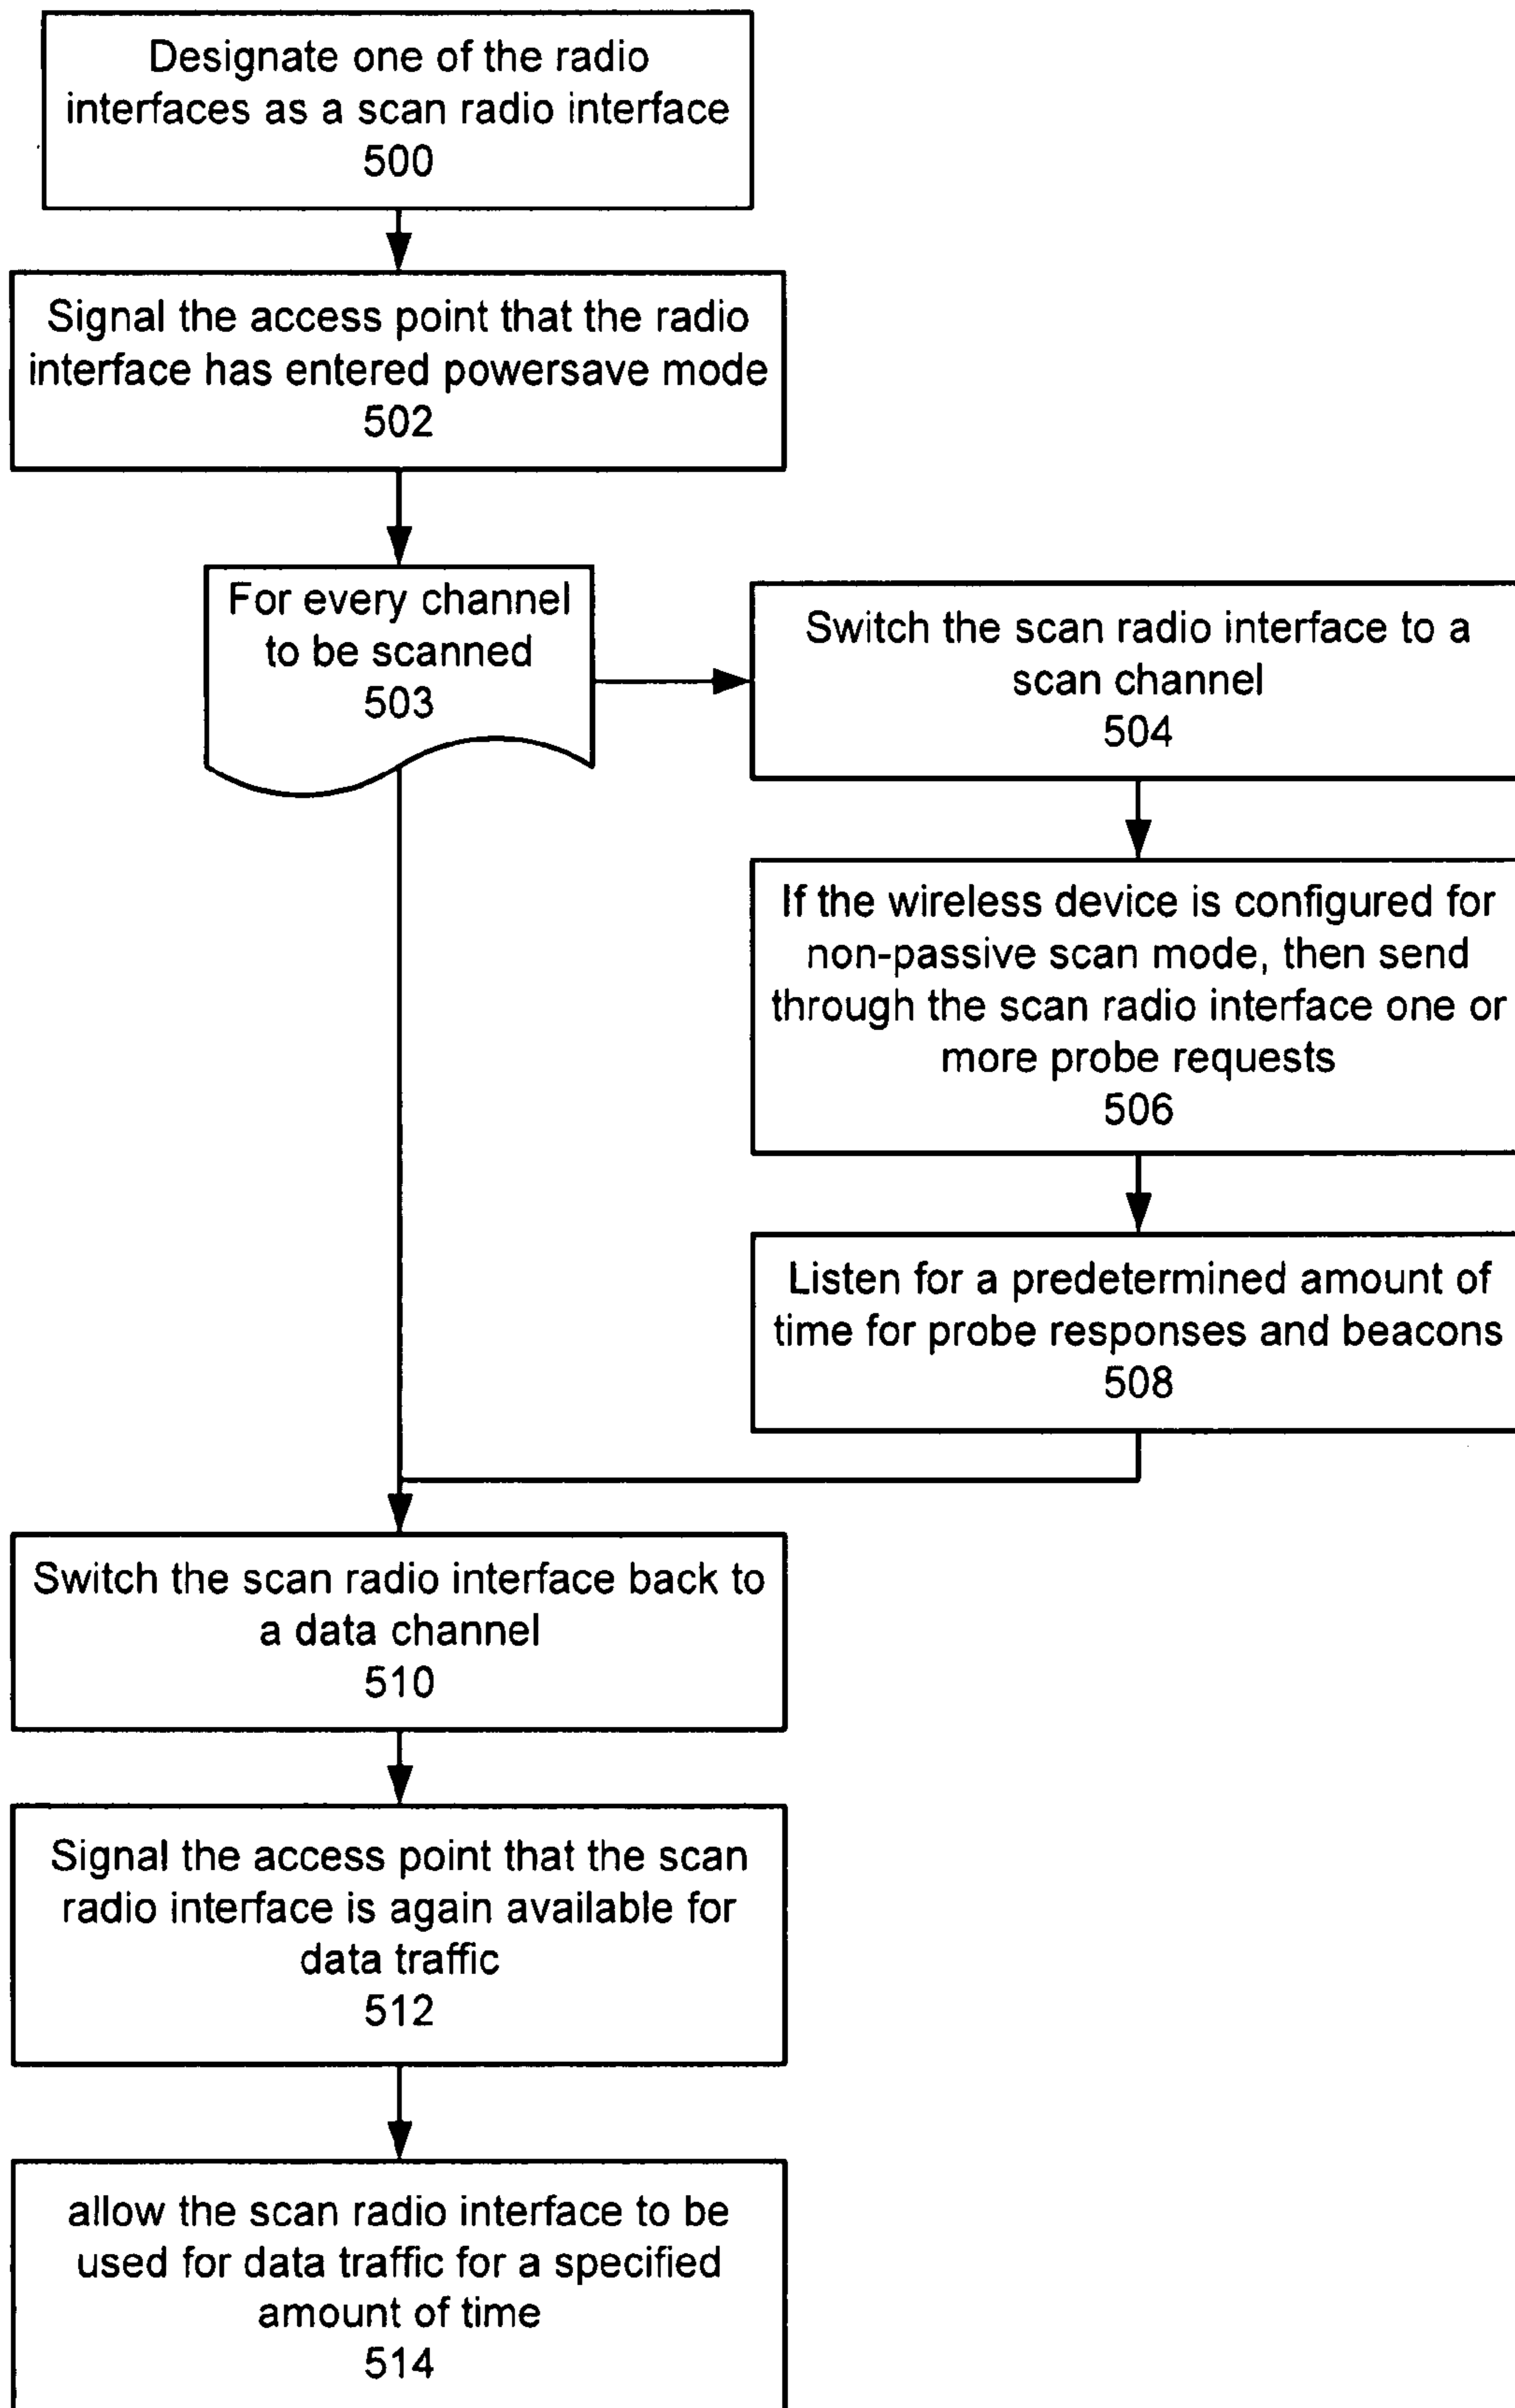 Designate one of the radio
interfaces as a scan radio interface
500
Signal the access point that the radio
interface has entered powersave mode
502
For every channel
to be scanned
503
Switch the scan radio interface to a
scan channel
504
If the wireless device is configured for
non-passive scan mode, then send
through the scan radio interface one or
more probe requests
506
Listen for a predetermined amount of
time for probe responses and beacons
508
Switch the scan radio interface back to
a data channel
510
Signal the access point that the scan
radio interface is again available for
data traffic
512
allow the scan radio interface to be
used for data traffic for a specified
amount of time
514